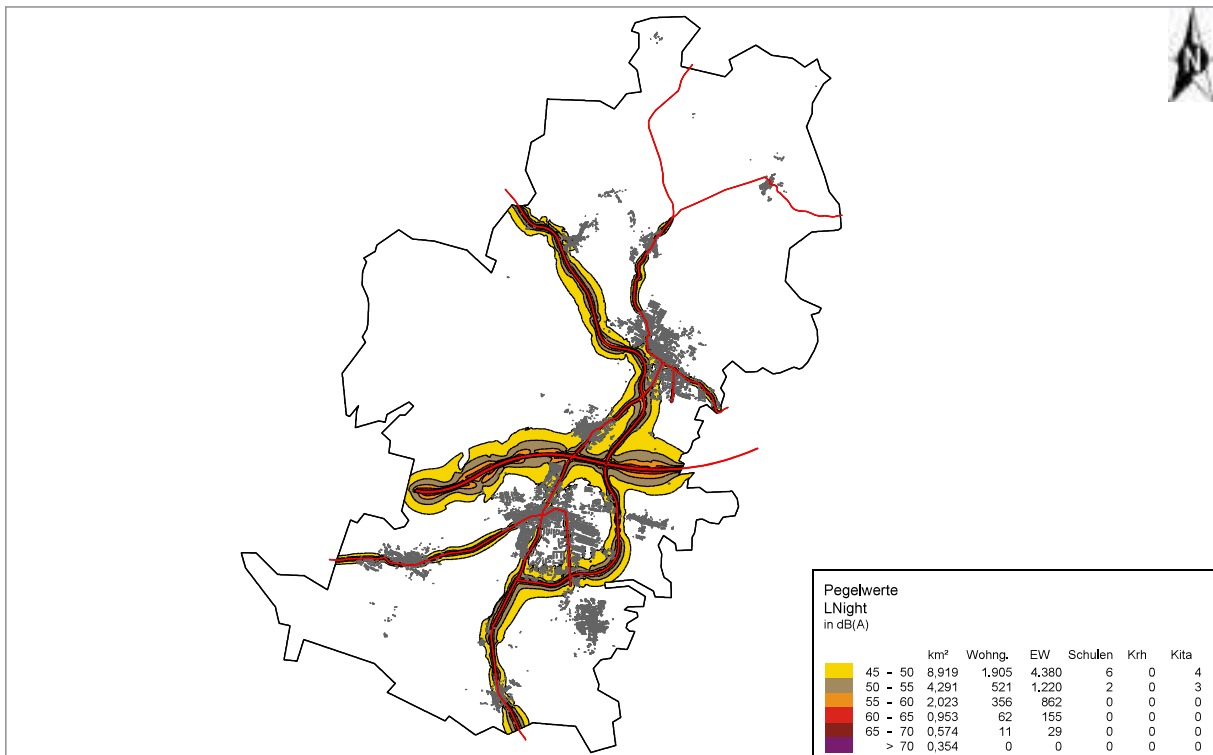 N
Pegelwerte
LNight
in dB(A)
km² Wohng. EW Schulen Krh Kita
45 - 50 8,919 1.905 4.380 6 0 4
50 - 55 4,291 521 1.220 2 0 3
55 - 60 2,023 356 862 0 0 0
60 - 65 0,953 62 155 0 0 0
65 - 70 0,574 11 29 0 0 0
> 70 0,354 0 0 0 0 0